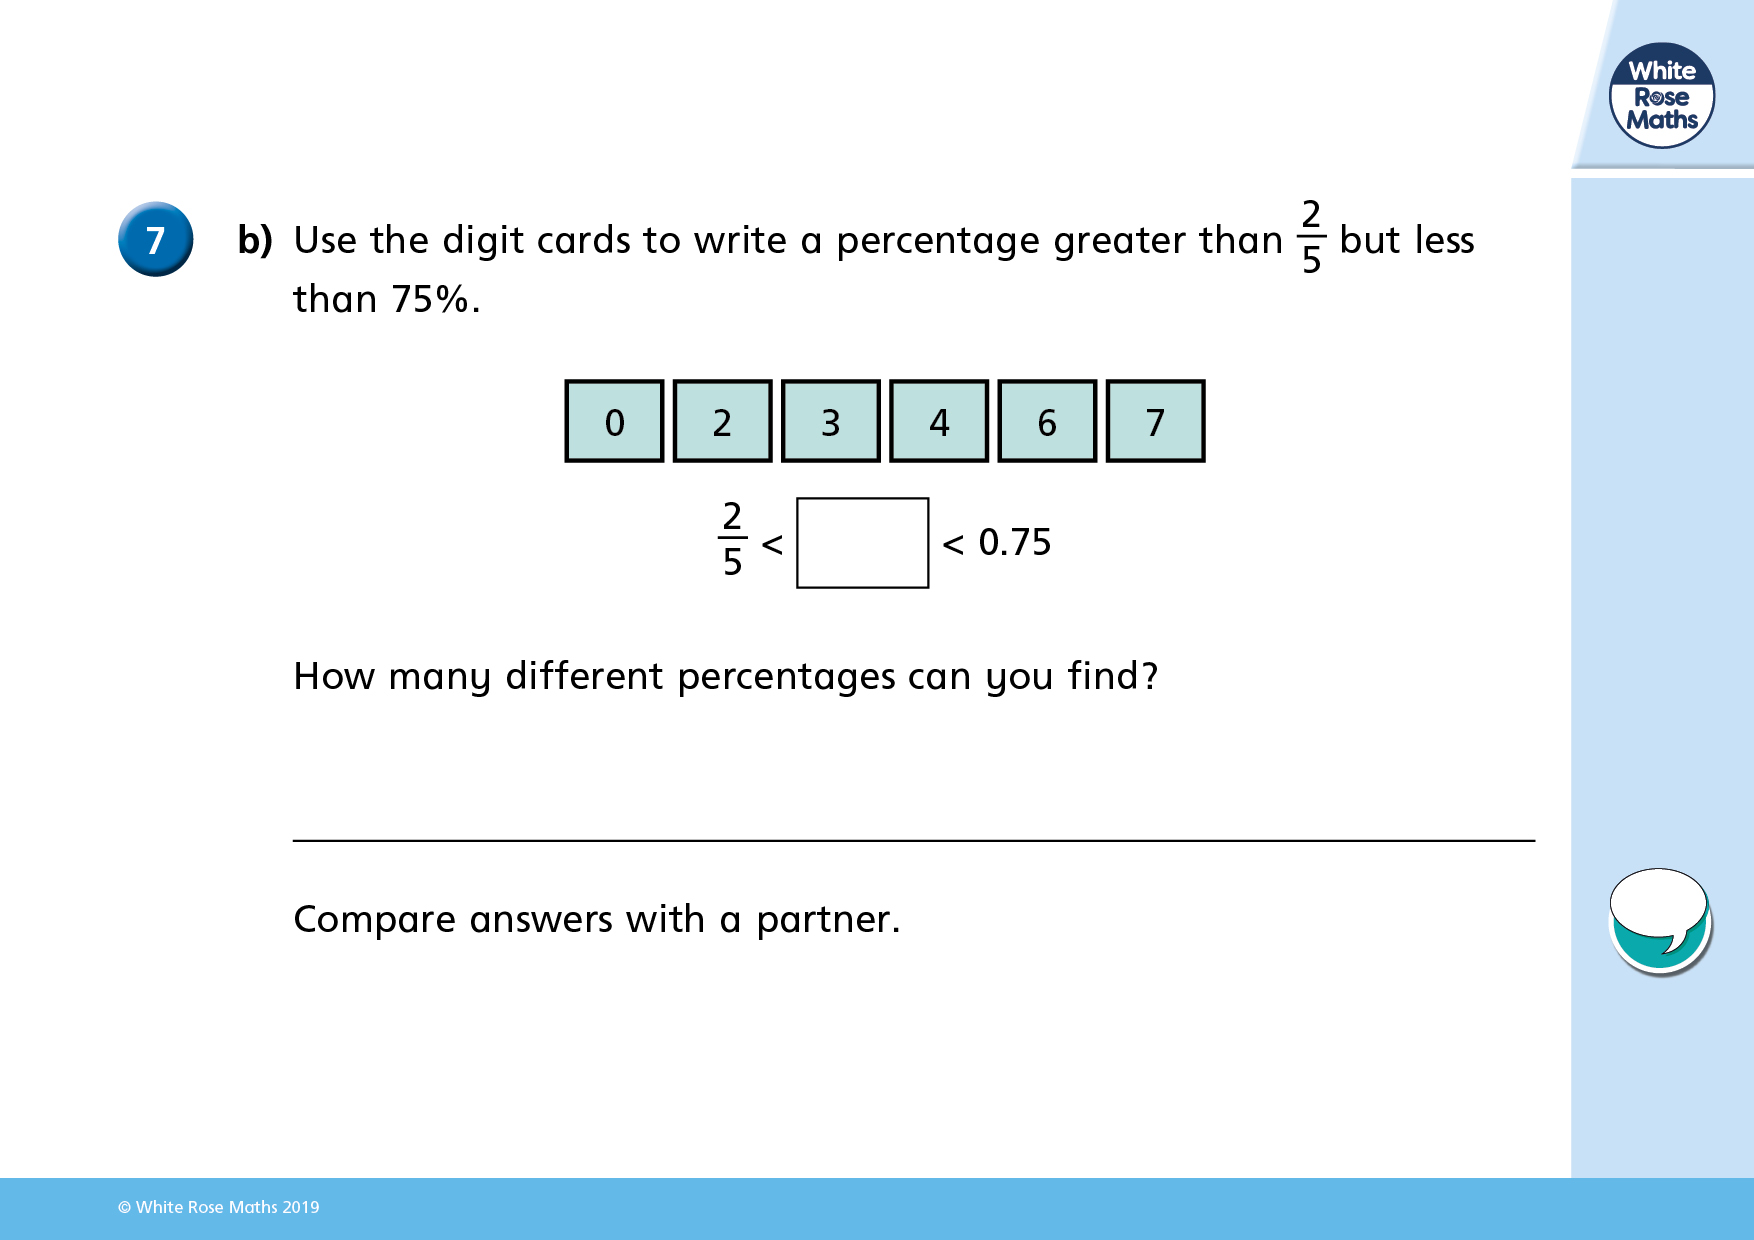 White
Rose
Maths
7 b) Use the digit cards to write a percentage greater than 2/5 but less
than 75%.
0 2 3 4 6 7
2/5 < < 0.75
How many different percentages can you find?
Compare answers with a partner.
© White Rose Maths 2019